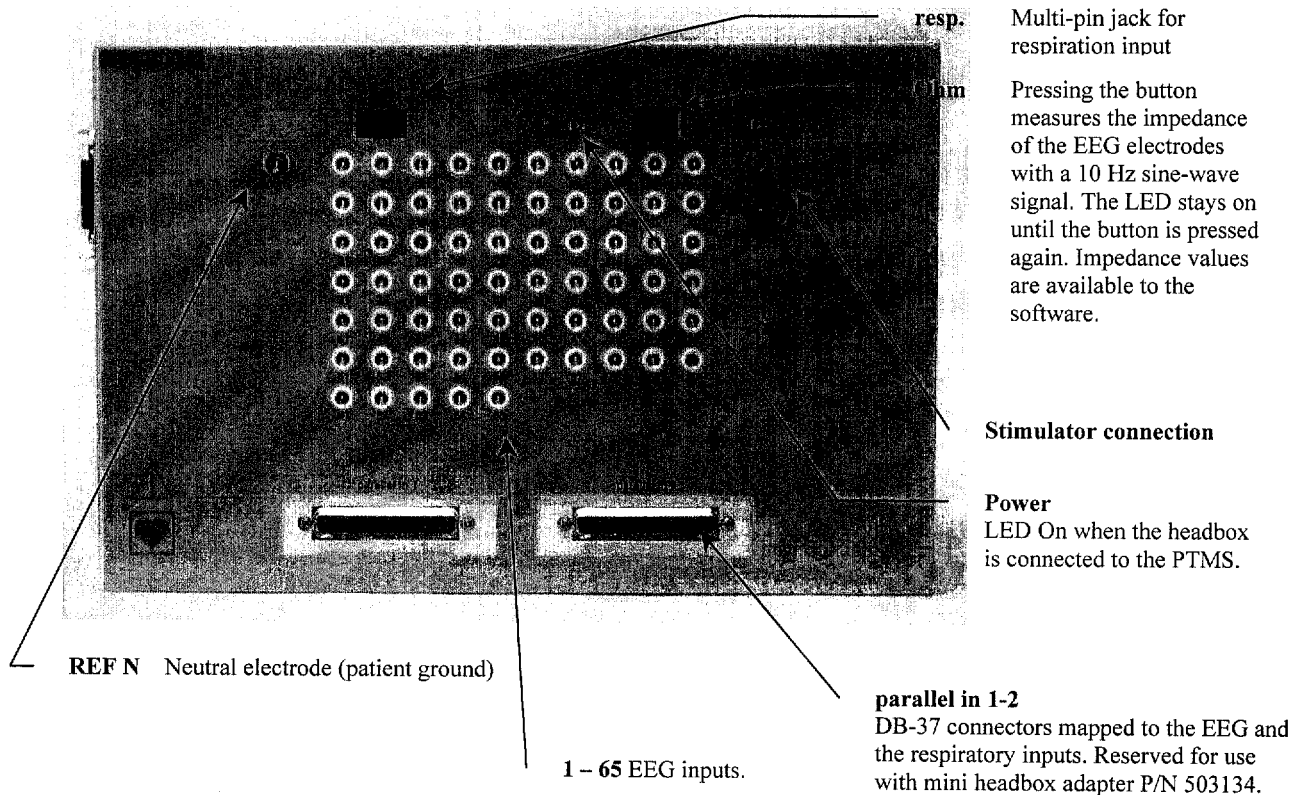 resp. Multi-pin jack for
respiration input
Ohm Pressing the button
measures the impedance
of the EEG electrodes
with a 10 Hz sine-wave
signal. The LED stays on
until the button is pressed
again. Impedance values
are available to the
software.
Stimulator connection
Power
LED On when the headbox
is connected to the PTMS.
REF N Neutral electrode (patient ground)
parallel in 1-2
DB-37 connectors mapped to the EEG and
the respiratory inputs. Reserved for use
with mini headbox adapter P/N 503134.
1 – 65 EEG inputs.